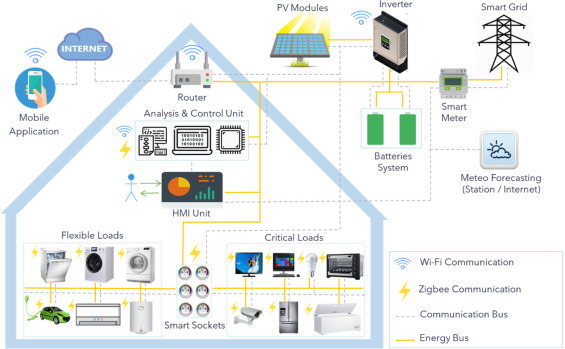 PV Modules
Inverter
Smart Grid
INTERNET
Mobile
Application
Router
Smart
Meter
Analysis & Control Unit
Batteries
System
Meteo Forecasting
(Station / Internet)
HMI Unit
Flexible Loads
Critical Loads
Smart Sockets
Wi-Fi Communication
Zigbee Communication
Communication Bus
Energy Bus